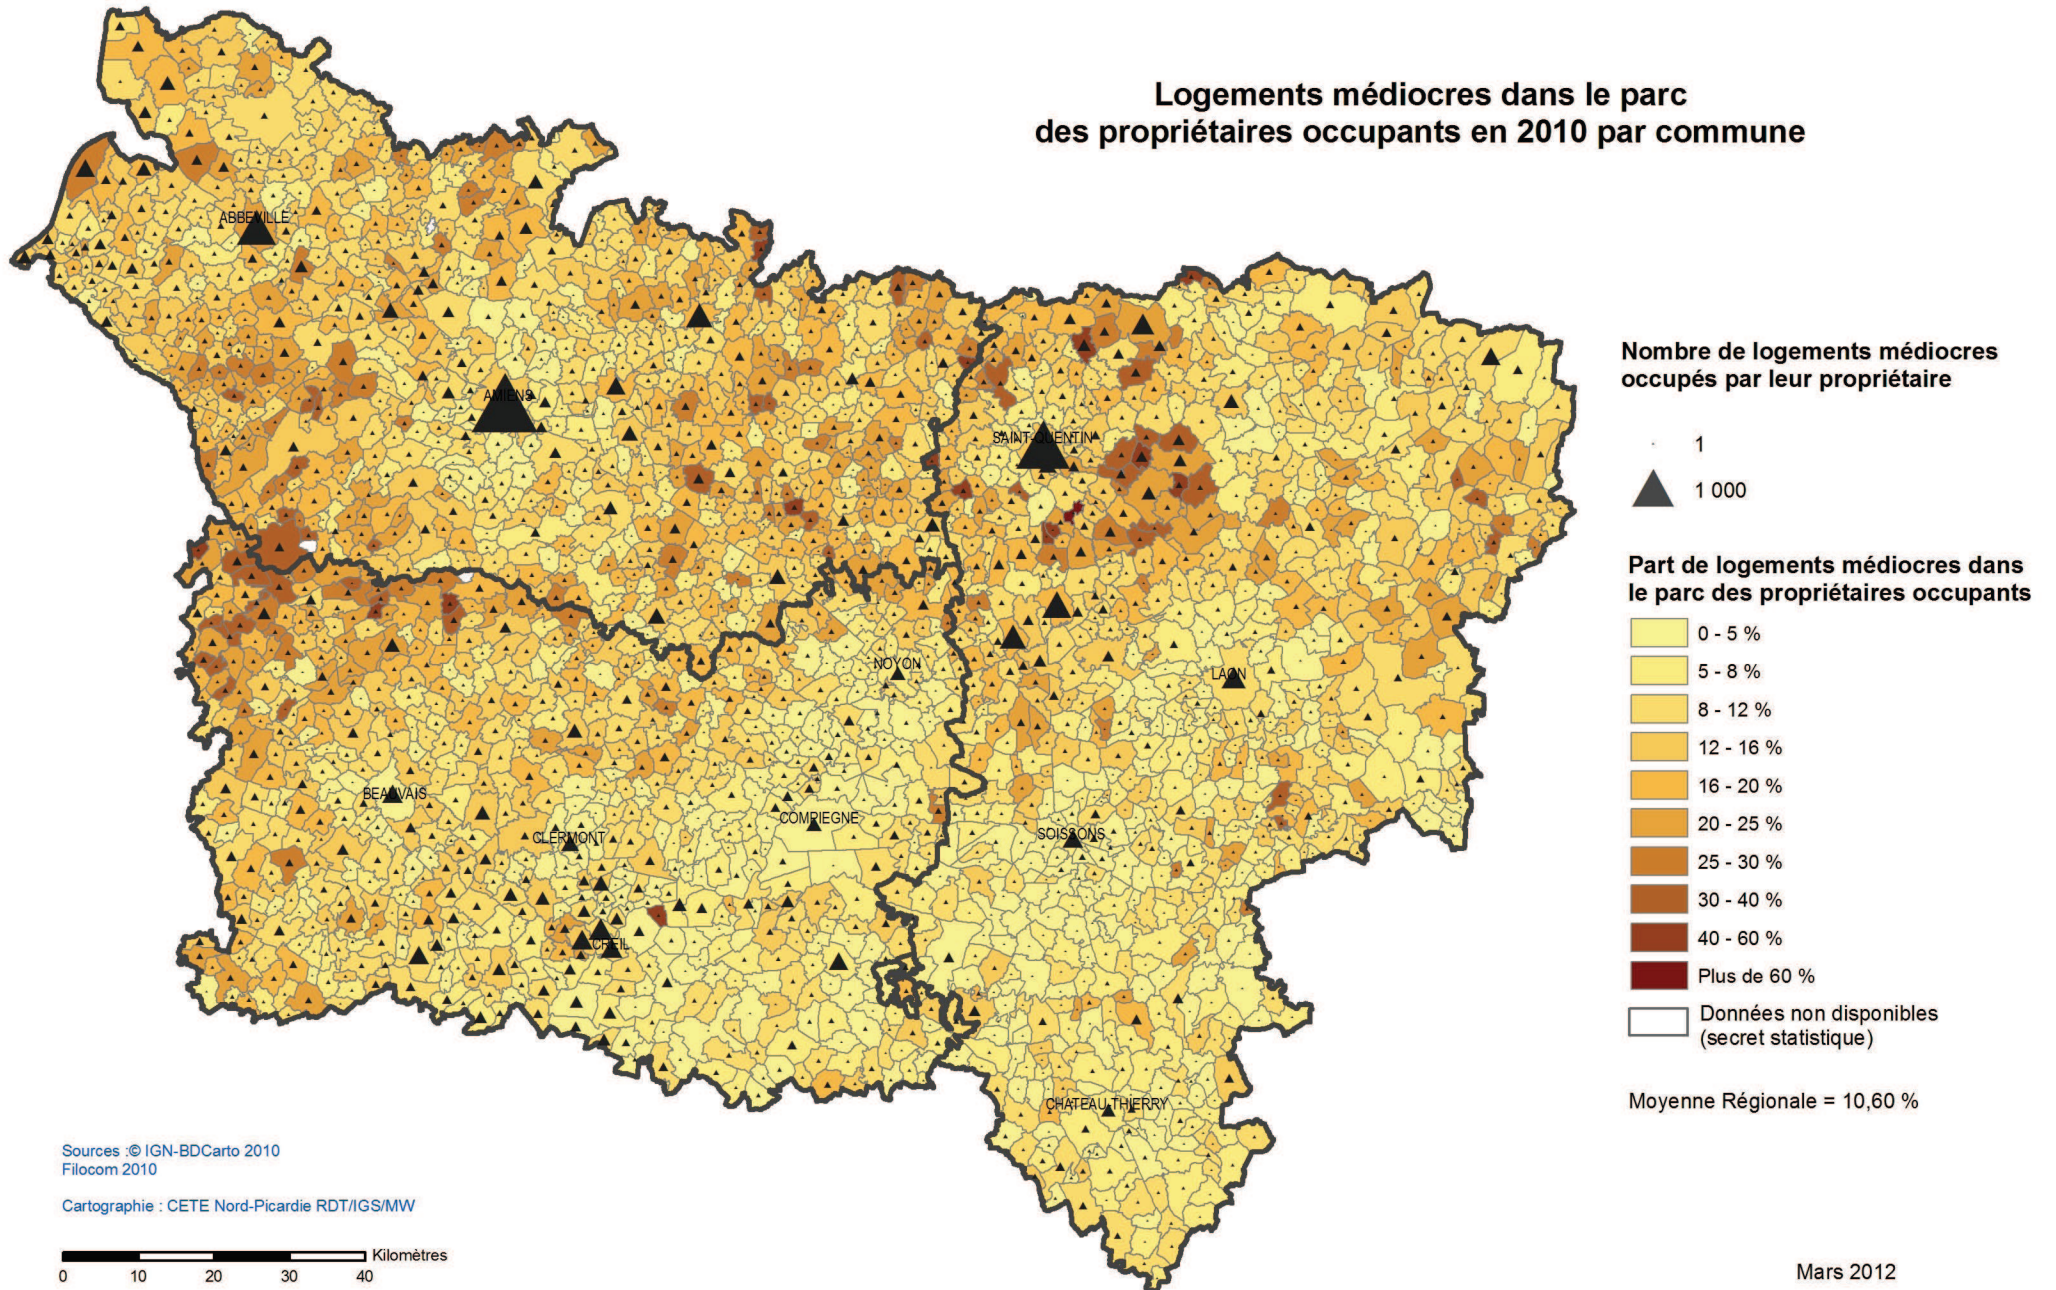 Logements médiocres dans le parc
des propriétaires occupants en 2010 par commune
ABBEVILLE
AMIENS
SAINT-QUENTIN
NOYON
LAON
BEAUVAIS
CLERMONT
COMPIEGNE
SOISSONS
CREIL
CHATEAU-THIERRY
Nombre de logements médiocres
occupés par leur propriétaire
1
1 000
Part de logements médiocres dans
le parc des propriétaires occupants
0 - 5 %
5 - 8 %
8 - 12 %
12 - 16 %
16 - 20 %
20 - 25 %
25 - 30 %
30 - 40 %
40 - 60 %
Plus de 60 %
Données non disponibles
(secret statistique)
Moyenne Régionale = 10,60 %
Sources :© IGN-BDCarto 2010
Filocom 2010
Cartographie : CETE Nord-Picardie RDT/IGS/MW
Kilomètres
0 10 20 30 40
Mars 2012